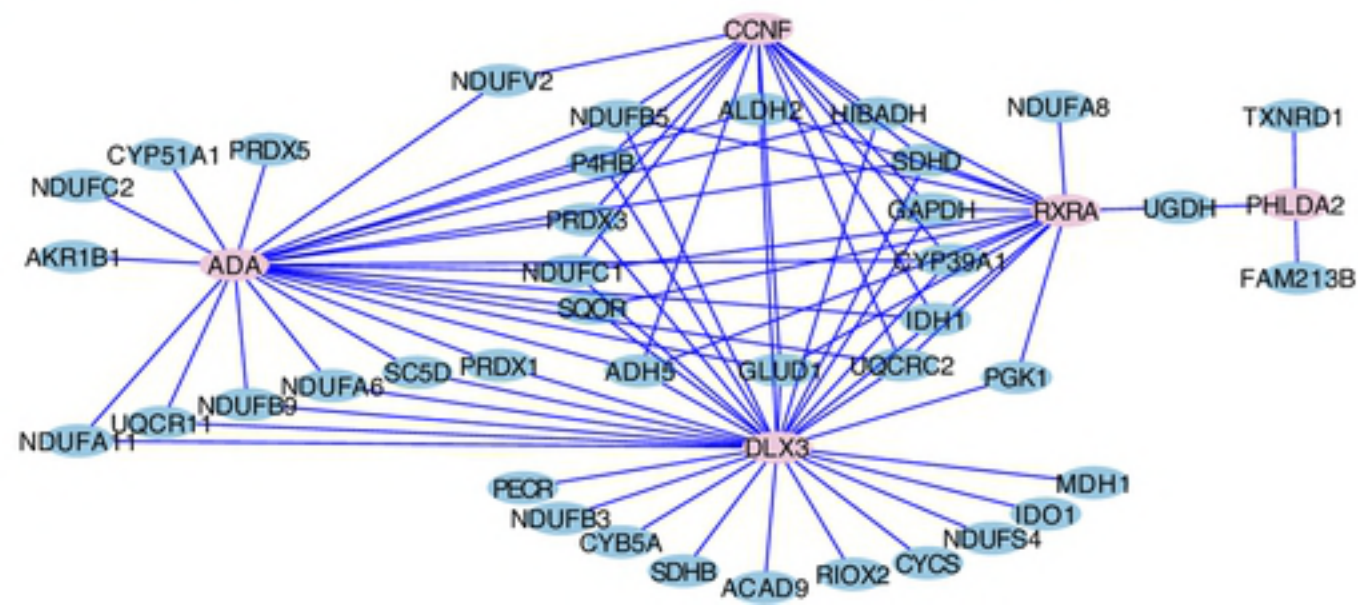 CCNF
NDUFV2
NDUFB5
ALDH2
HIBADH
NDUFA8
TXNRD1
CYP51A1
PRDX5
P4HB
SDHD
NDUFC2
PRDX3
GAPDH
RXRA
UGDH
PHLDA2
AKR1B1
ADA
NDUFC1
CYP39A1
FAM213B
SQOR
IDH1
NDUFA6
SC5D
PRDX1
ADH5
GLUD1
UQCRC2
PGK1
NDUFB9
UQCR11
NDUFA11
DLX3
PECR
MDH1
NDUFB3
IDO1
CYB5A
NDUFS4
SDHB
ACAD9
RIOX2
CYCS